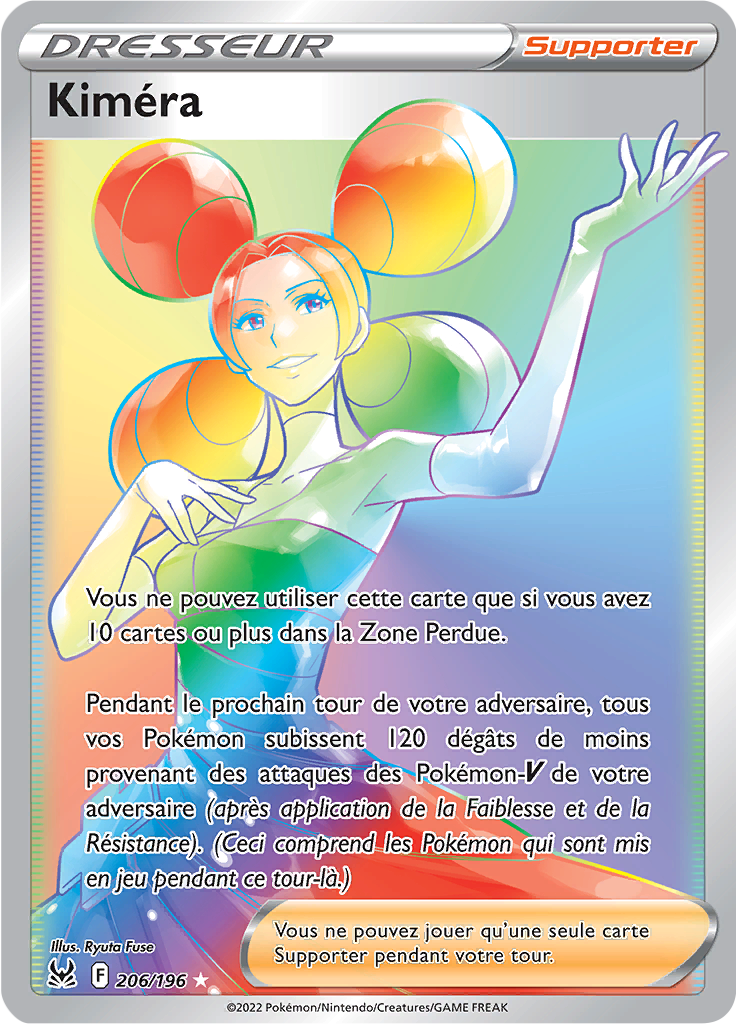 DRESSEUR
Supporter
Kiméra
Vous ne pouvez utiliser cette carte que si vous avez
10 cartes ou plus dans la Zone Perdue.
Pendant le prochain tour de votre adversaire, tous
vos Pokémon subissent 120 dégâts de moins
provenant des attaques des Pokémon-V de votre
adversaire (après application de la Faiblesse et de la
Résistance). (Ceci comprend les Pokémon qui sont mis
en jeu pendant ce tour-là.)
Vous ne pouvez jouer qu'une seule carte
Supporter pendant votre tour.
Illus. Ryuta Fuse
F 206/196 ★
©2022 Pokémon/Nintendo/Creatures/GAME FREAK